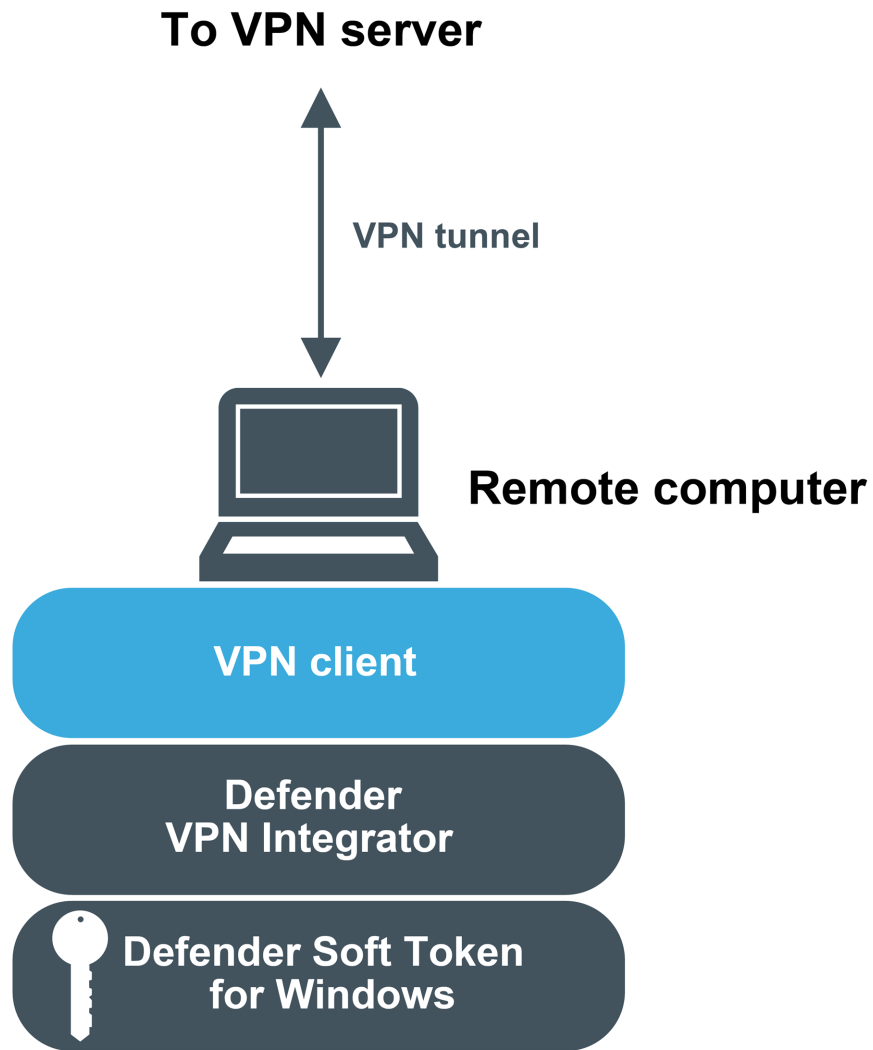 To VPN server
VPN tunnel
Remote computer
VPN client
Defender
VPN Integrator
Defender Soft Token
for Windows